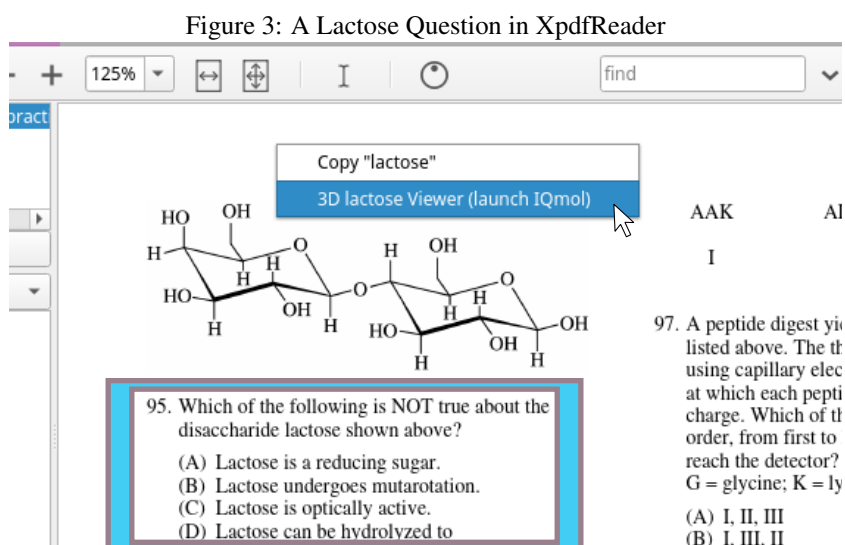 Figure 3: A Lactose Question in XpdfReader
125%
find
pract
Copy "lactose"
3D lactose Viewer (launch IQmol)
HO OH
H O
H H
HO OH
H H
O
H OH
O
H H
HO OH OH
H H
95. Which of the following is NOT true about the
disaccharide lactose shown above?
(A) Lactose is a reducing sugar.
(B) Lactose undergoes mutarotation.
(C) Lactose is optically active.
(D) Lactose can be hydrolyzed to
AAK
I
97. A peptide digest yi
listed above. The th
using capillary elec
at which each pepti
charge. Which of th
order, from first to
reach the detector?
G = glycine; K = ly
(A) I, II, III
(B) I, III, II